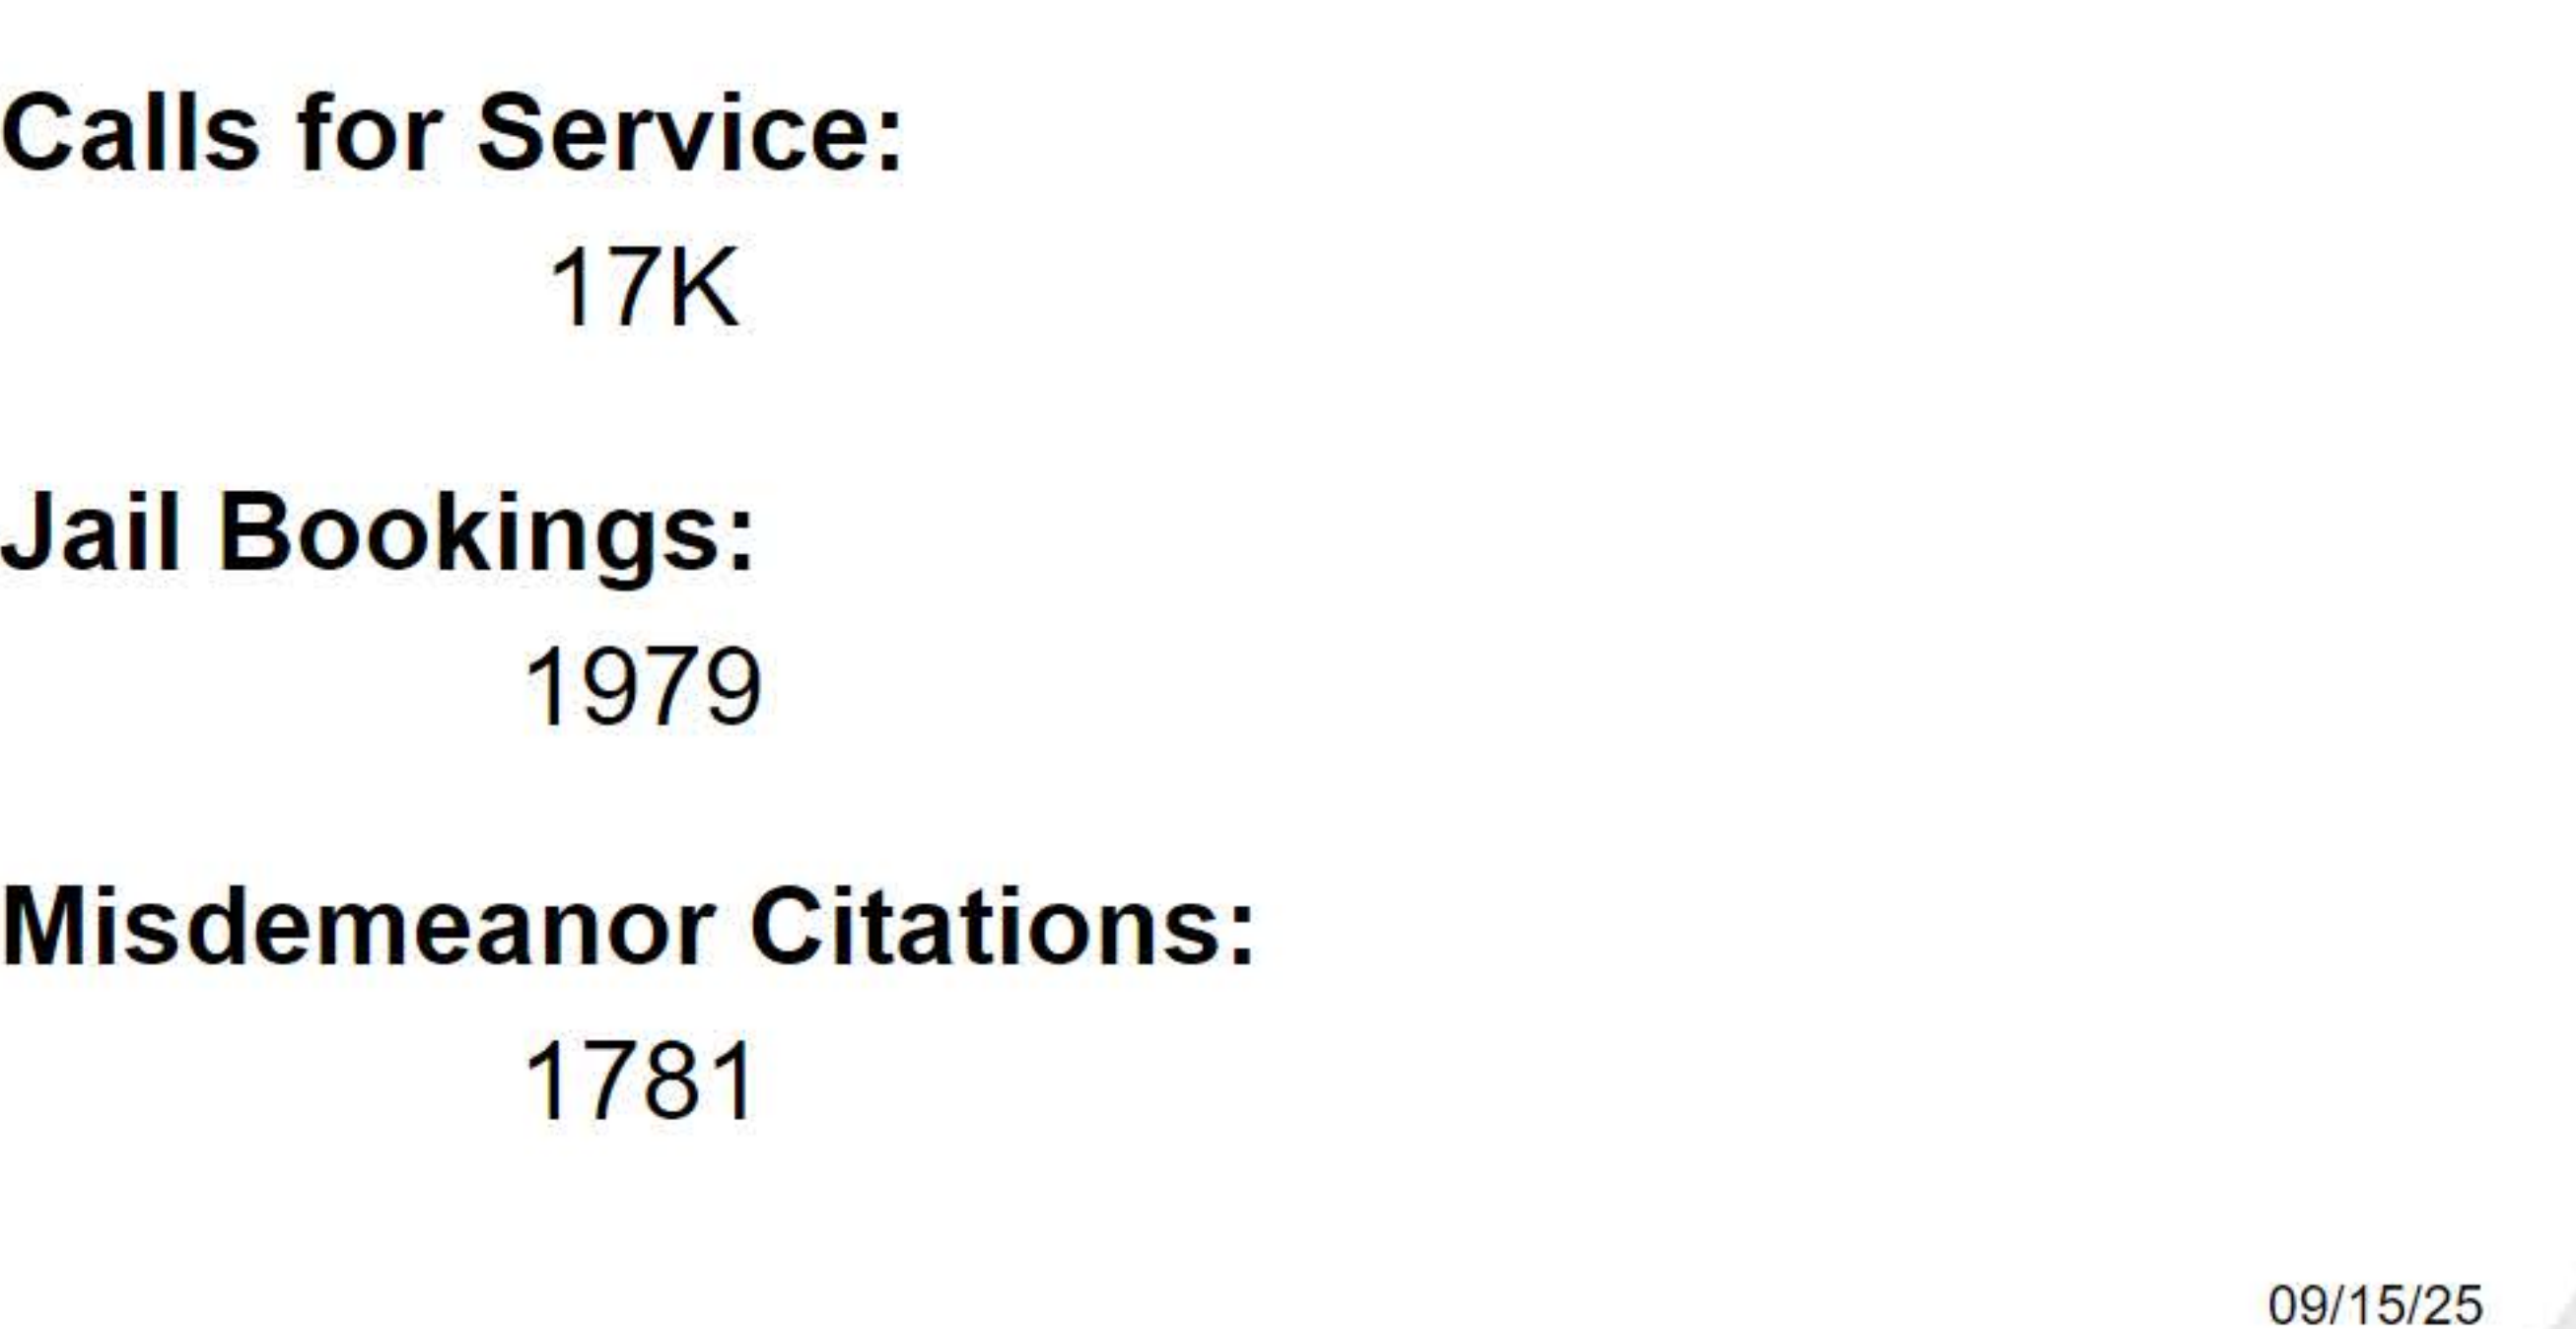 Calls for Service:
17K
Jail Bookings:
1979
Misdemeanor Citations:
1781
09/15/25